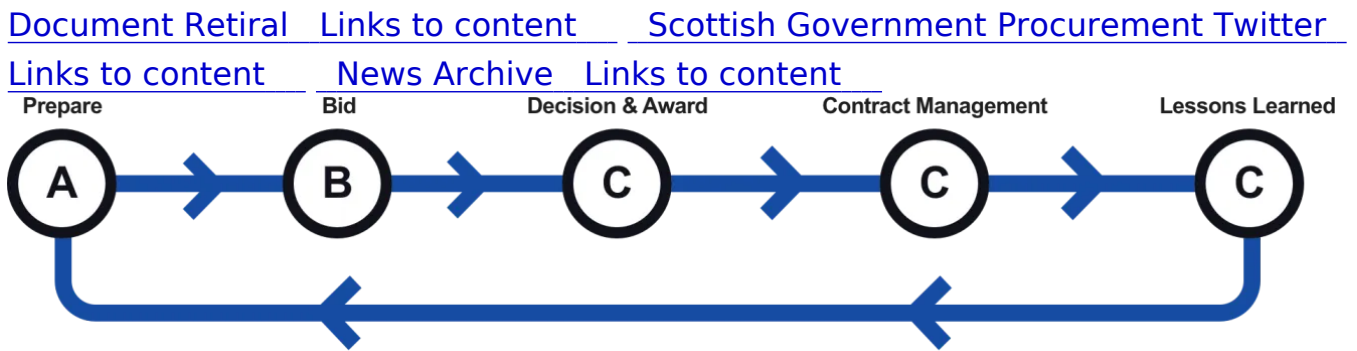 Document Retiral Links to content Scottish Government Procurement Twitter
Links to content News Archive Links to content
Prepare Bid Decision & Award Contract Management Lessons Learned
A B C C C